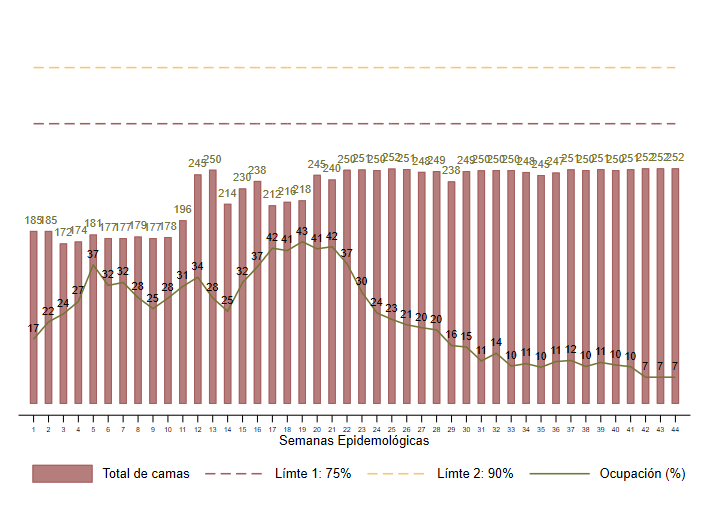 185 185 172 174 181 177 177 179 177 178 196 245 250 214 230 238 212 216 218 245 240 250 251 250 252 251 248 249 238 249 250 250 250 248 245 247 251 250 251 250 251 252 252 252
17 22 24 27 37 32 32 28 25 28 31 34 28 25 32 37 42 41 43 41 42 37 30 24 23 21 20 20 16 15 11 14 10 11 10 11 12 10 11 10 10 7 7 7
1 2 3 4 5 6 7 8 9 10 11 12 13 14 15 16 17 18 19 20 21 22 23 24 25 26 27 28 29 30 31 32 33 34 35 36 37 38 39 40 41 42 43 44
Semanas Epidemológicas
Total de camas Límte 1: 75% Límte 2: 90% Ocupación (%)